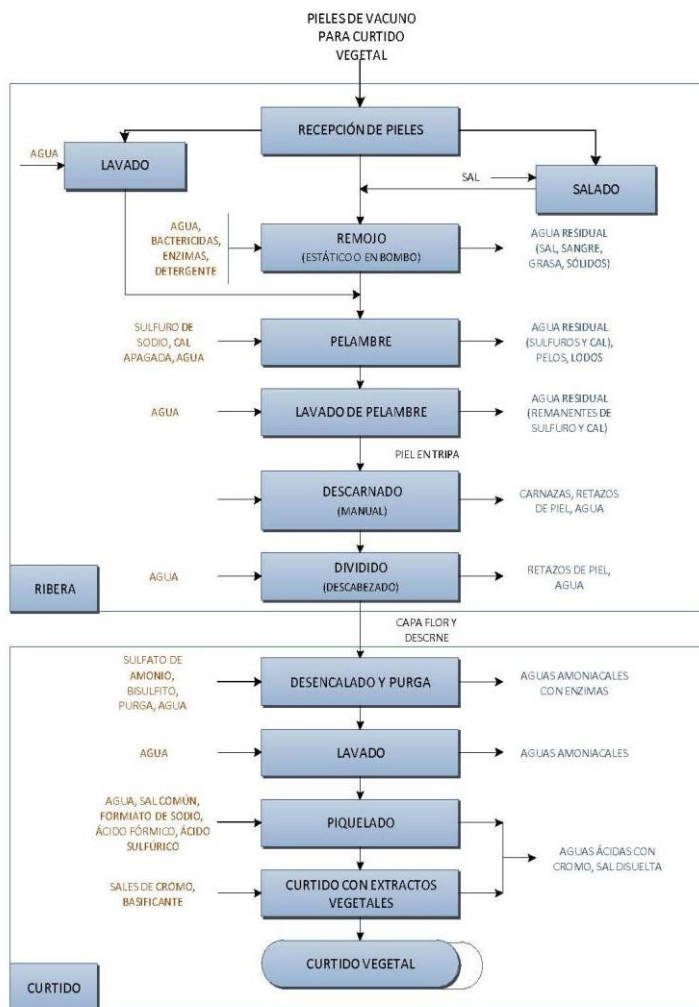 PIELES DE VACUNO
PARA CURTIDO
VEGETAL
RECEPCIÓN DE PIELES
AGUA
LAVADO
SAL
SALADO
AGUA,
BACTERICIDAS,
ENZIMAS,
DETERGENTE
REMOJO
(ESTÁTICO O EN BOMBO)
AGUA RESIDUAL
(SAL, SANGRE,
GRASA, SÓLIDOS)
SULFURO DE
SODIO, CAL
APAGADA, AGUA
PELAMBRE
AGUA RESIDUAL
(SULFUROS Y CAL),
PELOS, LODOS
AGUA
LAVADO DE PELAMBRE
AGUA RESIDUAL
(REMANENTES DE
SULFURO Y CAL)
PIEL EN TRIPA
DESCARNADO
(MANUAL)
CARNAZAS, RETAZOS
DE PIEL, AGUA
AGUA
DIVIDIDO
(DESCABEZADO)
RETAZOS DE PIEL,
AGUA
RIBERA
CAPA FLOR Y
DESCRNE
SULFATO DE
AMONIO,
BISULFITO,
PURGA, AGUA
DESENCALADO Y PURGA
AGUAS AMONIACALES
CON ENZIMAS
AGUA
LAVADO
AGUAS AMONIACALES
AGUA, SAL COMÚN,
FORMIATO DE SODIO,
ÁCIDO FÓRMICO, ÁCIDO
SULFÚRICO
PIQUELADO
AGUAS ÁCIDAS CON
CROMO, SAL DISUELTA
SALES DE CROMO,
BASIFICANTE
CURTIDO CON EXTRACTOS
VEGETALES
CURTIDO VEGETAL
CURTIDO